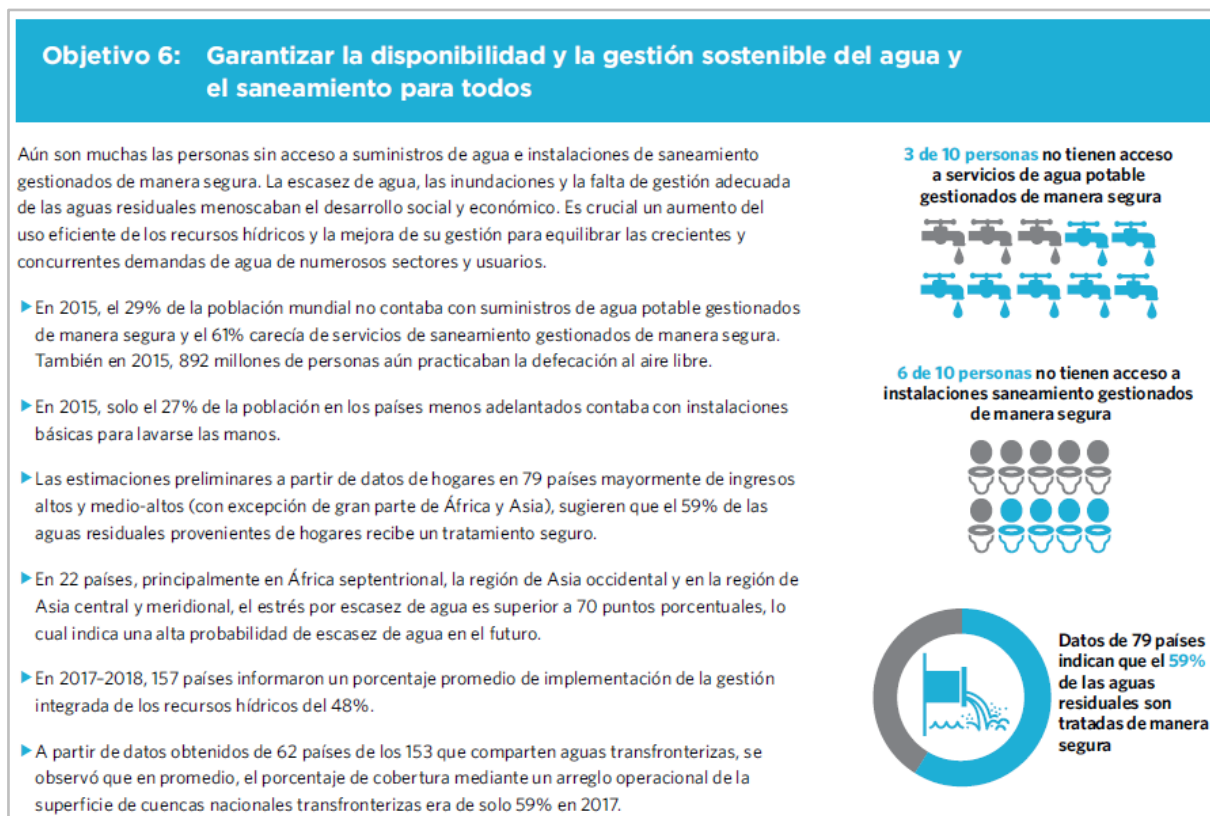 Objetivo 6: Garantizar la disponibilidad y la gestión sostenible del agua y
el saneamiento para todos
Aún son muchas las personas sin acceso a suministros de agua e instalaciones de saneamiento
gestionados de manera segura. La escasez de agua, las inundaciones y la falta de gestión adecuada
de las aguas residuales menoscaban el desarrollo social y económico. Es crucial un aumento del
uso eficiente de los recursos hídricos y la mejora de su gestión para equilibrar las crecientes y
concurrentes demandas de agua de numerosos sectores y usuarios.
En 2015, el 29% de la población mundial no contaba con suministros de agua potable gestionados
de manera segura y el 61% carecía de servicios de saneamiento gestionados de manera segura.
También en 2015, 892 millones de personas aún practicaban la defecación al aire libre.
En 2015, solo el 27% de la población en los países menos adelantados contaba con instalaciones
básicas para lavarse las manos.
Las estimaciones preliminares a partir de datos de hogares en 79 países mayormente de ingresos
altos y medio-altos (con excepción de gran parte de África y Asia), sugieren que el 59% de las
aguas residuales provenientes de hogares recibe un tratamiento seguro.
En 22 países, principalmente en África septentrional, la región de Asia occidental y en la región de
Asia central y meridional, el estrés por escasez de agua es superior a 70 puntos porcentuales, lo
cual indica una alta probabilidad de escasez de agua en el futuro.
En 2017–2018, 157 países informaron un porcentaje promedio de implementación de la gestión
integrada de los recursos hídricos del 48%.
A partir de datos obtenidos de 62 países de los 153 que comparten aguas transfronterizas, se
observó que en promedio, el porcentaje de cobertura mediante un arreglo operacional de la
superficie de cuencas nacionales transfronterizas era de solo 59% en 2017.
3 de 10 personas no tienen acceso
a servicios de agua potable
gestionados de manera segura
6 de 10 personas no tienen acceso a
instalaciones saneamiento gestionados
de manera segura
Datos de 79 países
indican que el 59%
de las aguas
residuales son
tratadas de manera
segura